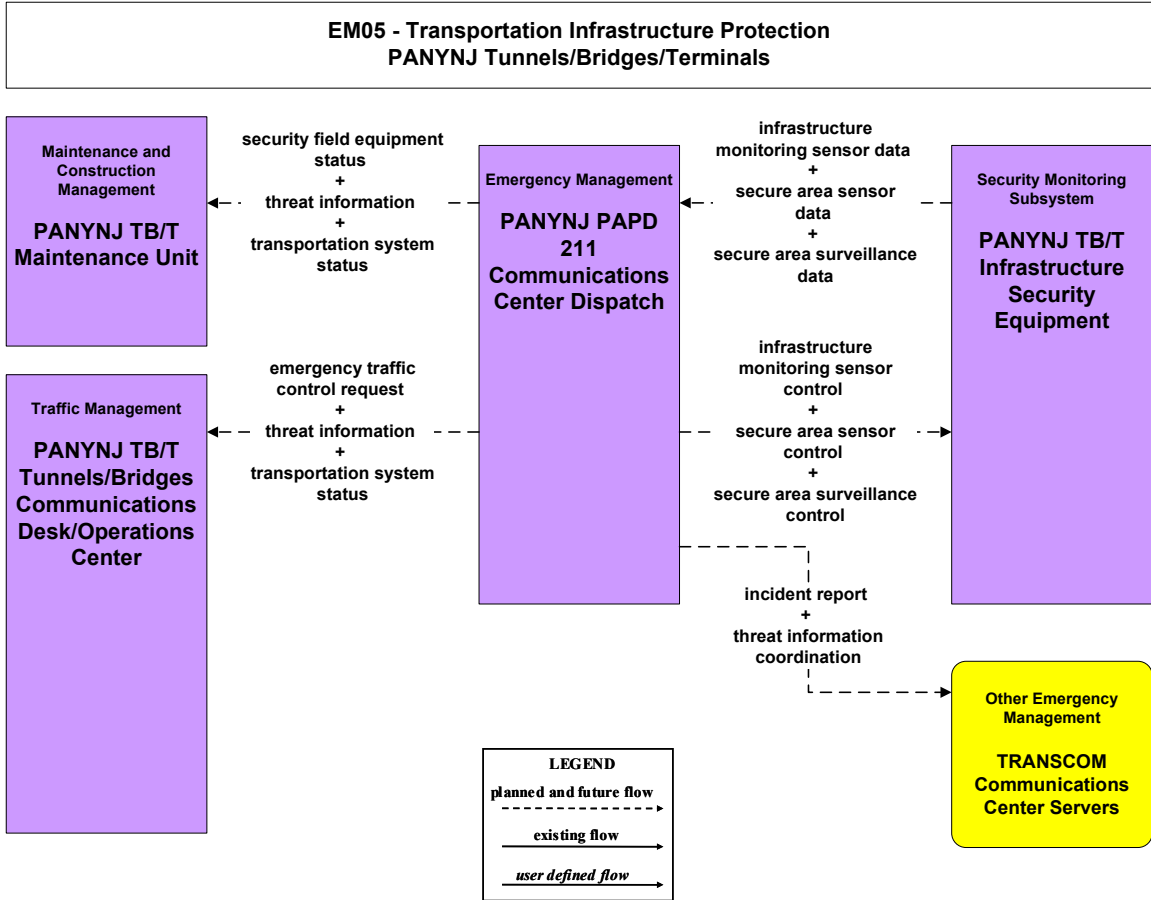 EM05 - Transportation Infrastructure Protection
PANYNJ Tunnels/Bridges/Terminals
Maintenance and
Construction
Management
PANYNJ TB/T
Maintenance Unit
security field equipment
status
+
threat information
+
transportation system
status
Emergency Management
PANYNJ PAPD
211
Communications
Center Dispatch
infrastructure
monitoring sensor data
+
secure area sensor
data
+
secure area surveillance
data
Security Monitoring
Subsystem
PANYNJ TB/T
Infrastructure
Security
Equipment
Traffic Management
PANYNJ TB/T
Tunnels/Bridges
Communications
Desk/Operations
Center
emergency traffic
control request
+
threat information
+
transportation system
status
infrastructure
monitoring sensor
control
+
secure area sensor
control
+
secure area surveillance
control
incident report
+
threat information
coordination
Other Emergency
Management
TRANSCOM
Communications
Center Servers
LEGEND
planned and future flow
existing flow
user defined flow